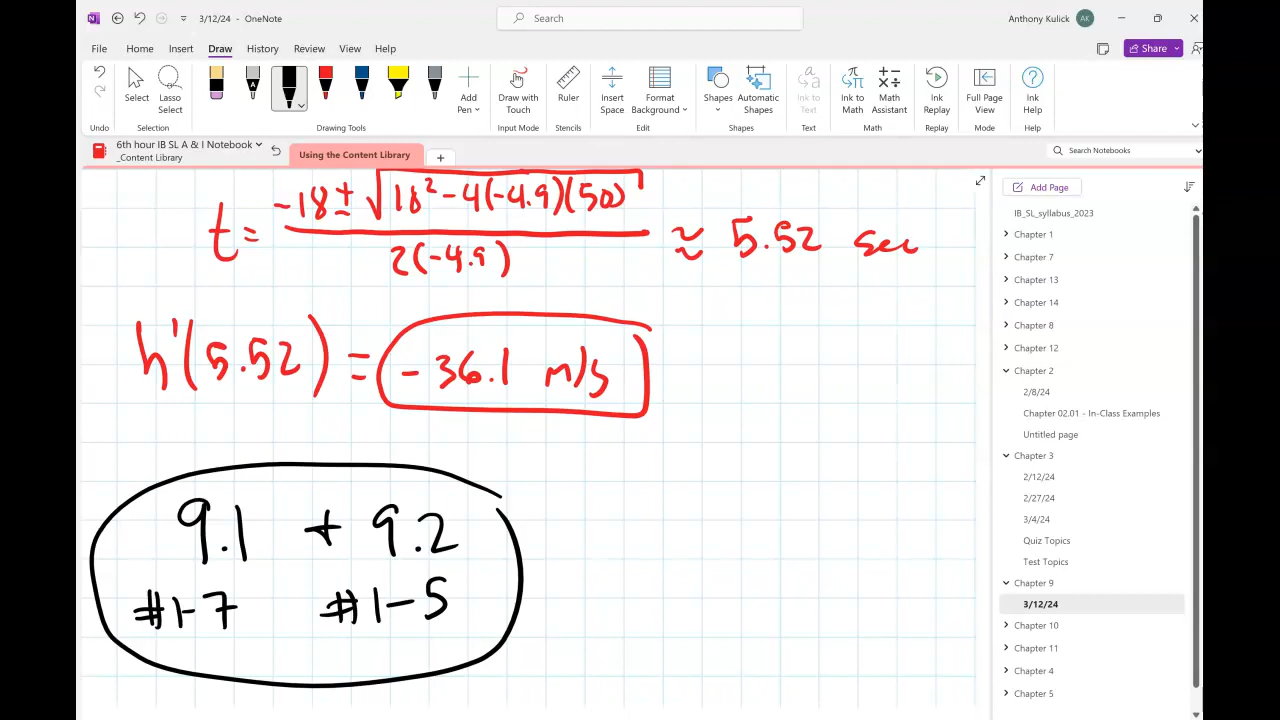 3/12/24 - OneNote
Search
Anthony Kulick AK
File Home Insert Draw History Review View Help
Share
Select
Lasso Select
Add Pen
Draw with Touch
Ruler
Insert Space
Format Background
Shapes
Automatic Shapes
Ink to Text
Ink to Math
Math Assistant
Ink Replay
Full Page View
Ink Help
Undo Selection Drawing Tools Input Mode Stencils Edit Shapes Text Math Replay Mode Help
6th hour IB SL A & I Notebook
_Content Library
Using the Content Library
+
Search Notebooks
Add Page
IB_SL_syllabus_2023
Chapter 1
Chapter 7
Chapter 13
Chapter 14
Chapter 8
Chapter 12
Chapter 2
2/8/24
Chapter 02.01 - In-Class Examples
Untitled page
Chapter 3
2/12/24
2/27/24
3/4/24
Quiz Topics
Test Topics
Chapter 9
3/12/24
Chapter 10
Chapter 11
Chapter 4
Chapter 5
-18 ± √18² - 4(-4.9)(50)
t = ≈ 5.52 sec
2(-4.9)
h'(5.52) = -36.1 m/s
9.1 + 9.2
#1-7 #1-5